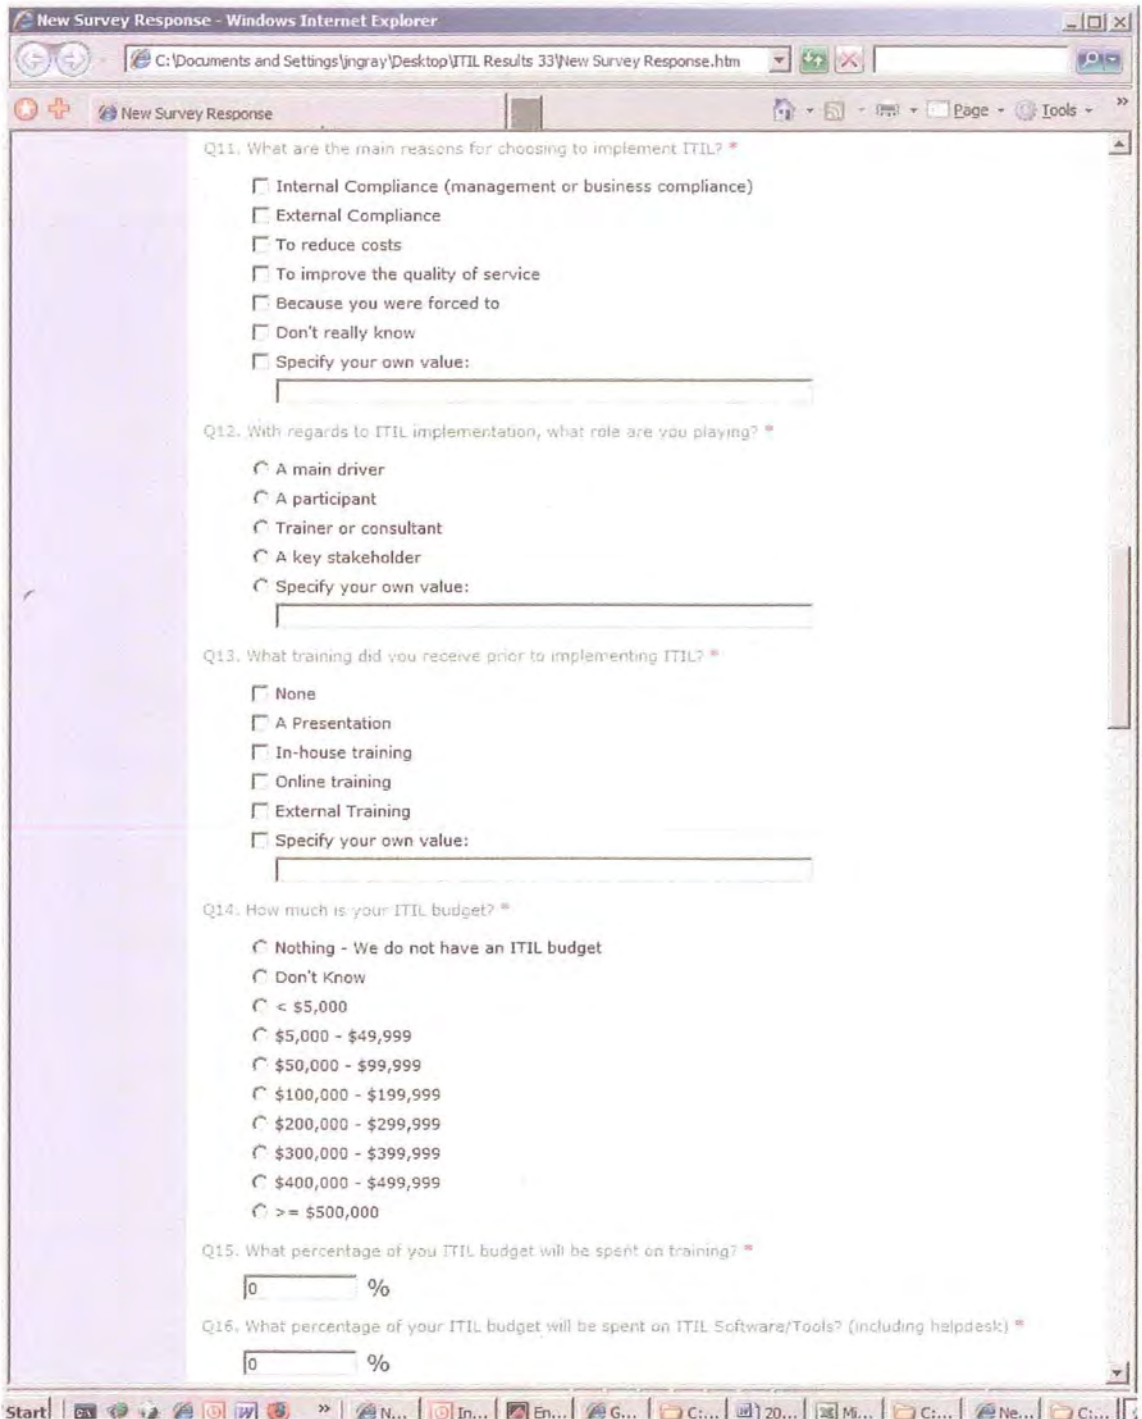 New Survey Response - Windows Internet Explorer
C:\Documents and Settings\jngray\Desktop\ITIL Results 33\New Survey Response.htm
New Survey Response
Page
Tools
Q11. What are the main reasons for choosing to implement ITIL? *
Internal Compliance (management or business compliance)
External Compliance
To reduce costs
To improve the quality of service
Because you were forced to
Don't really know
Specify your own value:
Q12. With regards to ITIL implementation, what role are you playing? *
A main driver
A participant
Trainer or consultant
A key stakeholder
Specify your own value:
Q13. What training did you receive prior to implementing ITIL? *
None
A Presentation
In-house training
Online training
External Training
Specify your own value:
Q14. How much is your ITIL budget? *
Nothing - We do not have an ITIL budget
Don't Know
< $5,000
$5,000 - $49,999
$50,000 - $99,999
$100,000 - $199,999
$200,000 - $299,999
$300,000 - $399,999
$400,000 - $499,999
>= $500,000
Q15. What percentage of you ITIL budget will be spent on training? *
0 %
Q16. What percentage of your ITIL budget will be spent on ITIL Software/Tools? (including helpdesk) *
0 %
Start » N... In... En... G... C:... 20... Mi... C:... Ne... C:...